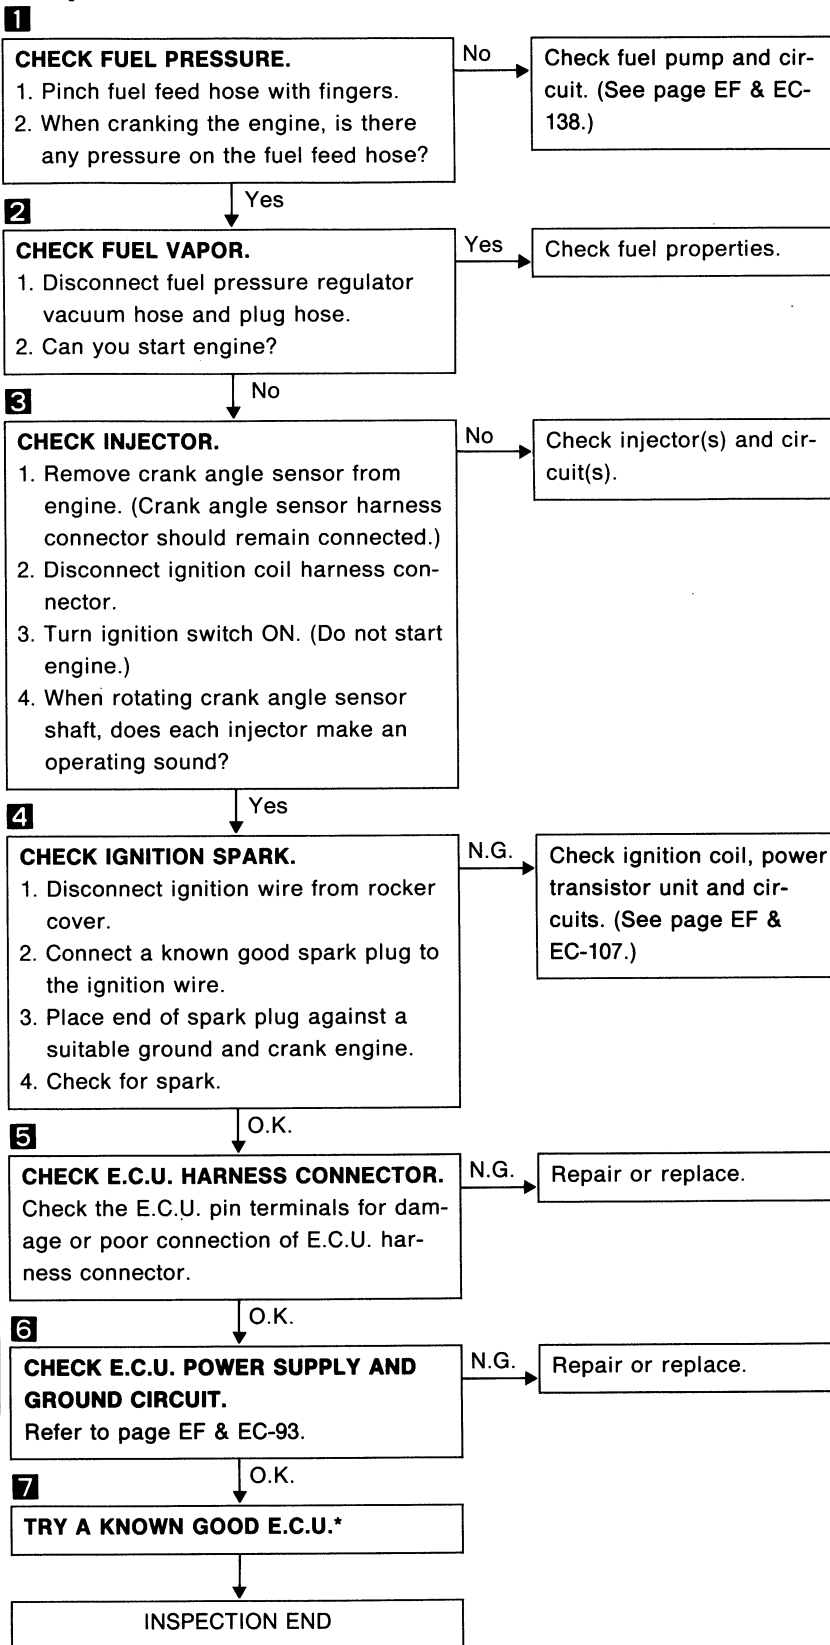 1
CHECK FUEL PRESSURE.
1. Pinch fuel feed hose with fingers.
2. When cranking the engine, is there
any pressure on the fuel feed hose?
No
Check fuel pump and cir-
cuit. (See page EF & EC-
138.)
Yes
2
CHECK FUEL VAPOR.
1. Disconnect fuel pressure regulator
vacuum hose and plug hose.
2. Can you start engine?
Yes
Check fuel properties.
No
3
CHECK INJECTOR.
1. Remove crank angle sensor from
engine. (Crank angle sensor harness
connector should remain connected.)
2. Disconnect ignition coil harness con-
nector.
3. Turn ignition switch ON. (Do not start
engine.)
4. When rotating crank angle sensor
shaft, does each injector make an
operating sound?
No
Check injector(s) and cir-
cuit(s).
Yes
4
CHECK IGNITION SPARK.
1. Disconnect ignition wire from rocker
cover.
2. Connect a known good spark plug to
the ignition wire.
3. Place end of spark plug against a
suitable ground and crank engine.
4. Check for spark.
N.G.
Check ignition coil, power
transistor unit and cir-
cuits. (See page EF &
EC-107.)
O.K.
5
CHECK E.C.U. HARNESS CONNECTOR.
Check the E.C.U. pin terminals for dam-
age or poor connection of E.C.U. har-
ness connector.
N.G.
Repair or replace.
O.K.
6
CHECK E.C.U. POWER SUPPLY AND
GROUND CIRCUIT.
Refer to page EF & EC-93.
N.G.
Repair or replace.
O.K.
7
TRY A KNOWN GOOD E.C.U.*
INSPECTION END